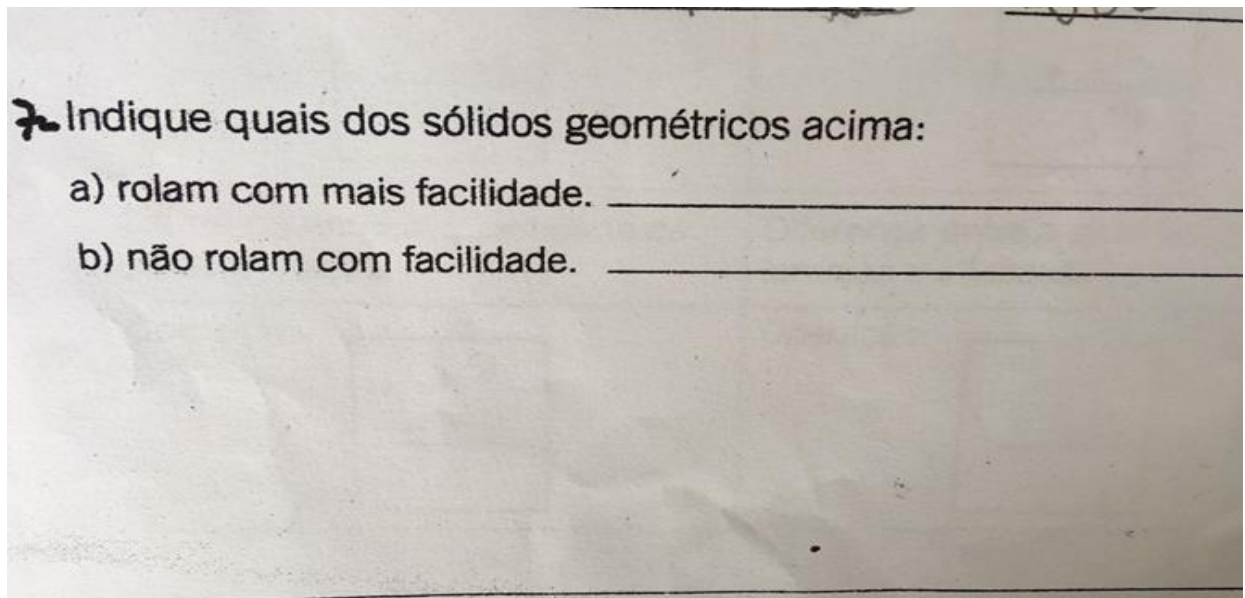 7- Indique quais dos sólidos geométricos acima:
a) rolam com mais facilidade.
b) não rolam com facilidade.